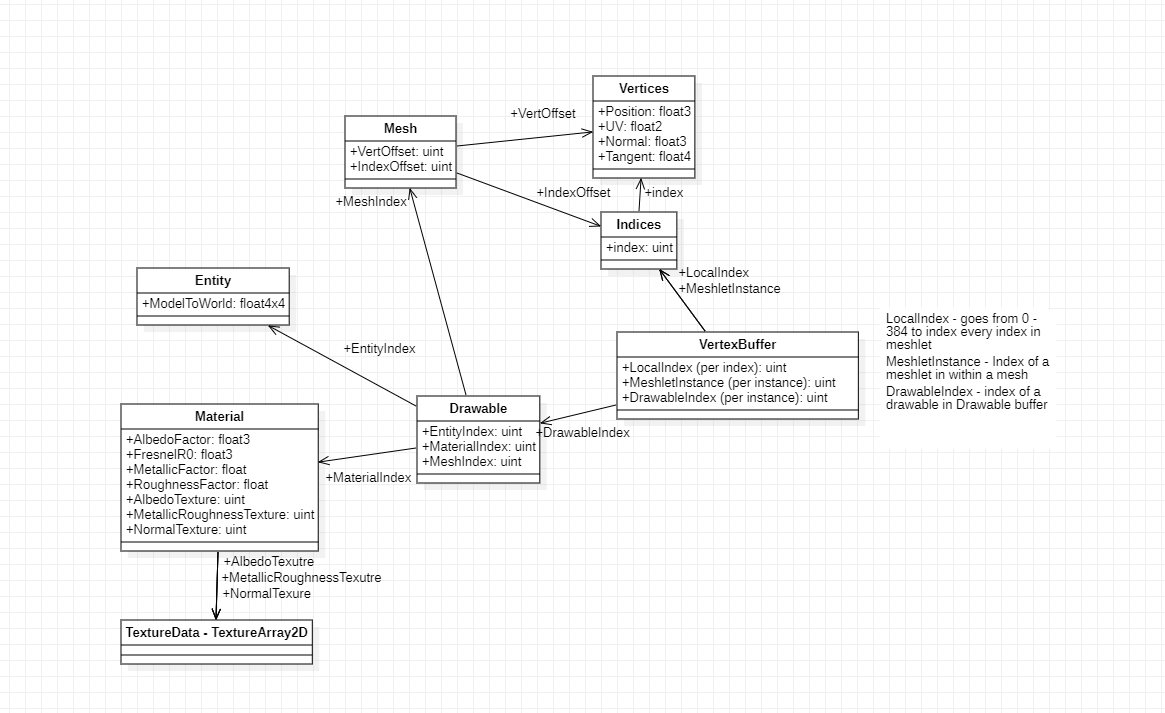 Vertices
+Position: float3
+UV: float2
+Normal: float3
+Tangent: float4
+VertOffset
Mesh
+VertOffset: uint
+IndexOffset: uint
+IndexOffset
+index
+MeshIndex
Indices
+index: uint
+LocalIndex
+MeshletInstance
Entity
+ModelToWorld: float4x4
+EntityIndex
VertexBuffer
+LocalIndex (per index): uint
+MeshletInstance (per instance): uint
+DrawableIndex (per instance): uint
LocalIndex - goes from 0 -
384 to index every index in
meshlet
MeshletInstance - Index of a
meshlet in within a mesh
DrawableIndex - index of a
drawable in Drawable buffer
Drawable
+EntityIndex: uint
+MaterialIndex: uint
+MeshIndex: uint
+DrawableIndex
+MaterialIndex
Material
+AlbedoFactor: float3
+FresnelR0: float3
+MetallicFactor: float
+RoughnessFactor: float
+AlbedoTexture: uint
+MetallicRoughnessTexture: uint
+NormalTexture: uint
+AlbedoTexutre
+MetallicRoughnessTexutre
+NormalTexure
TextureData - TextureArray2D